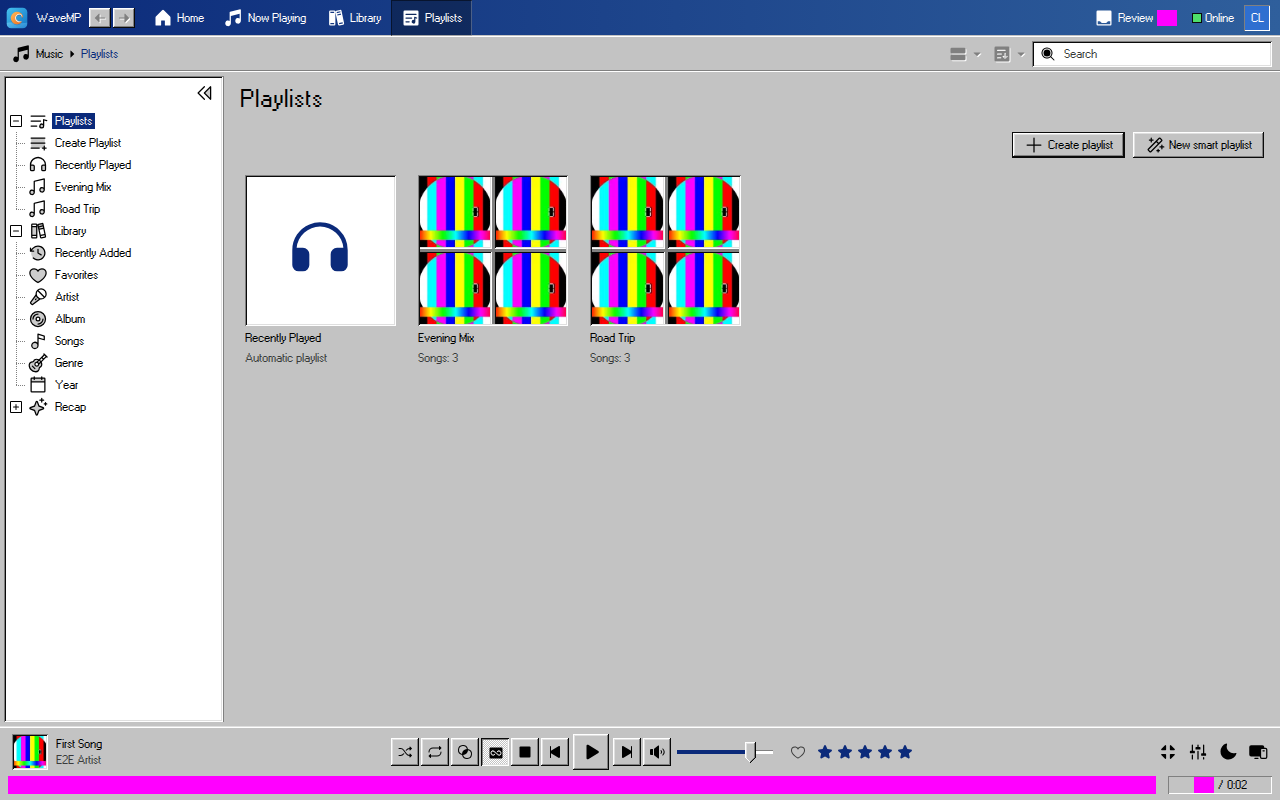 WaveMP
Home
Now Playing
Library
Playlists
Review
Online
CL
Music
Playlists
Search
Playlists
Create Playlist
Recently Played
Evening Mix
Road Trip
Library
Recently Added
Favorites
Artist
Album
Songs
Genre
Year
Recap
Playlists
Create playlist
New smart playlist
Recently Played
Automatic playlist
Evening Mix
Songs: 3
Road Trip
Songs: 3
First Song
E2E Artist
/ 0:02